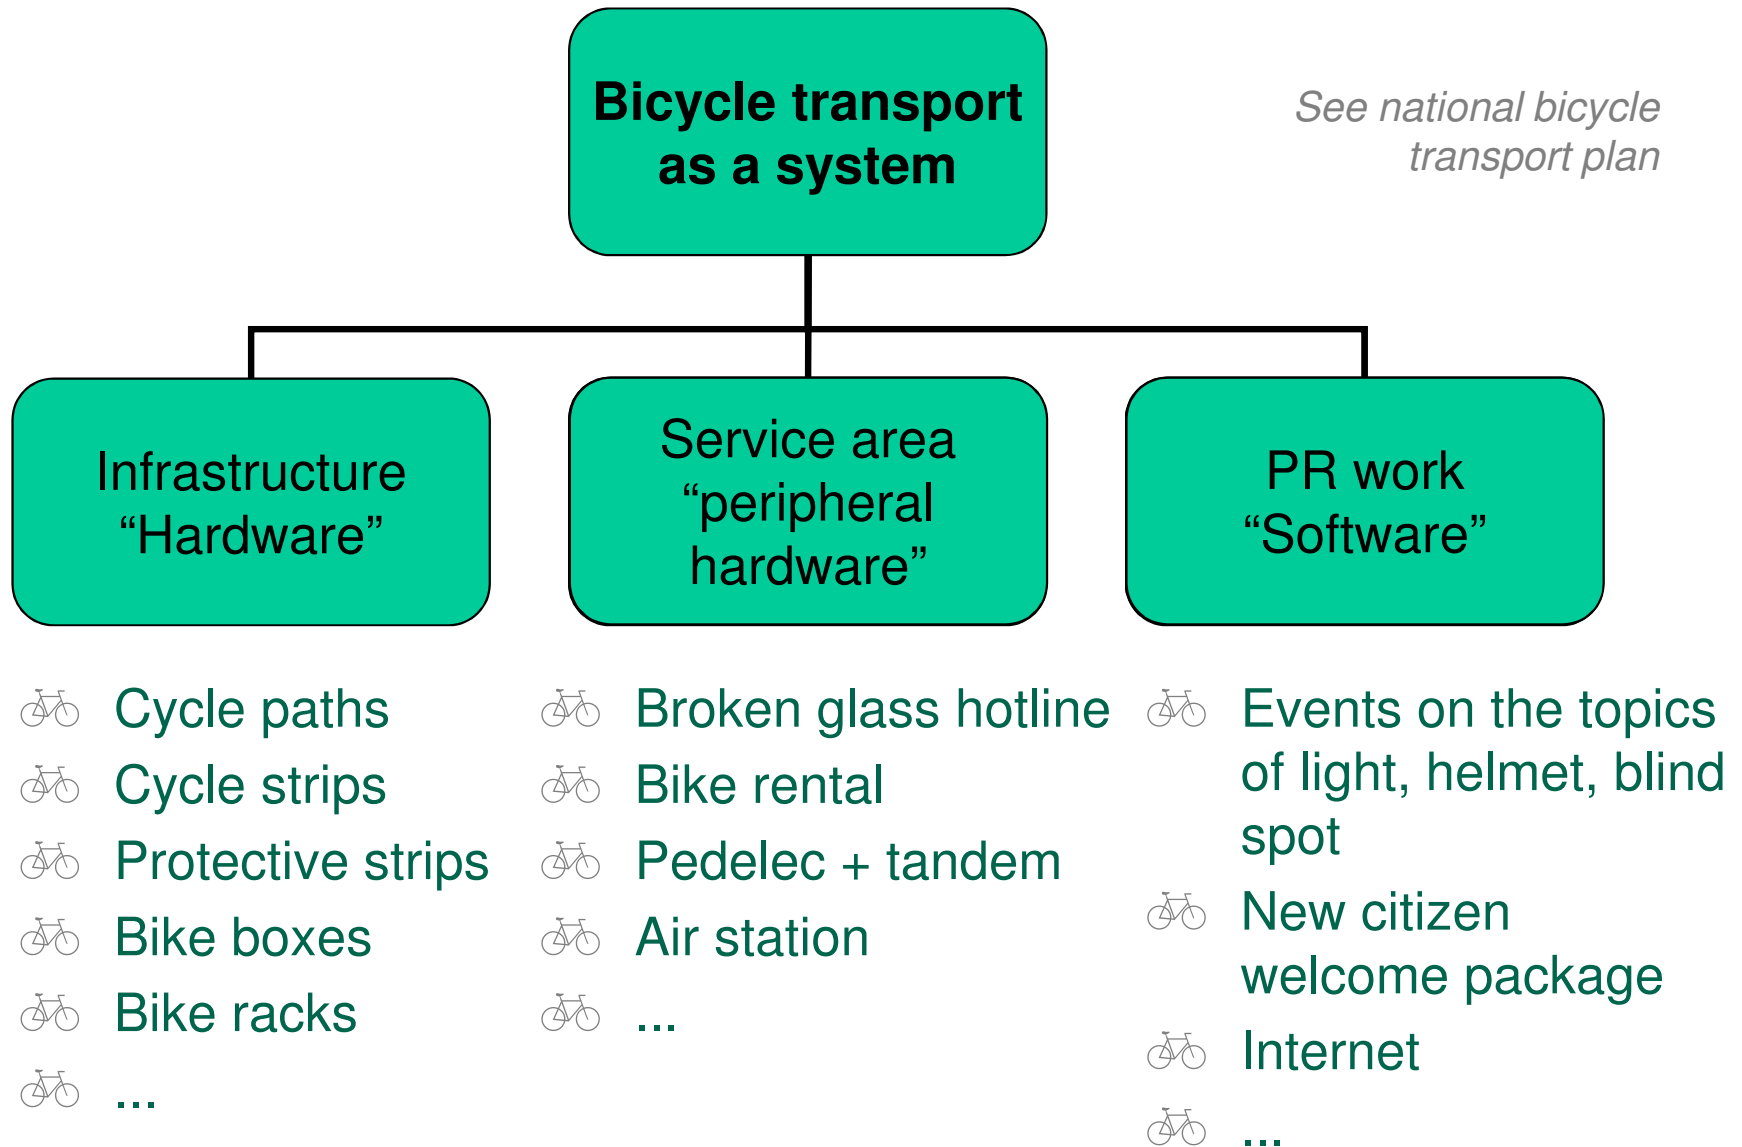 Bicycle transport
as a system
See national bicycle
transport plan
Infrastructure
“Hardware”
Service area
“peripheral
hardware”
PR work
“Software”
Cycle paths
Cycle strips
Protective strips
Bike boxes
Bike racks
...
Broken glass hotline
Bike rental
Pedelec + tandem
Air station
...
Events on the topics
of light, helmet, blind
spot
New citizen
welcome package
Internet
...